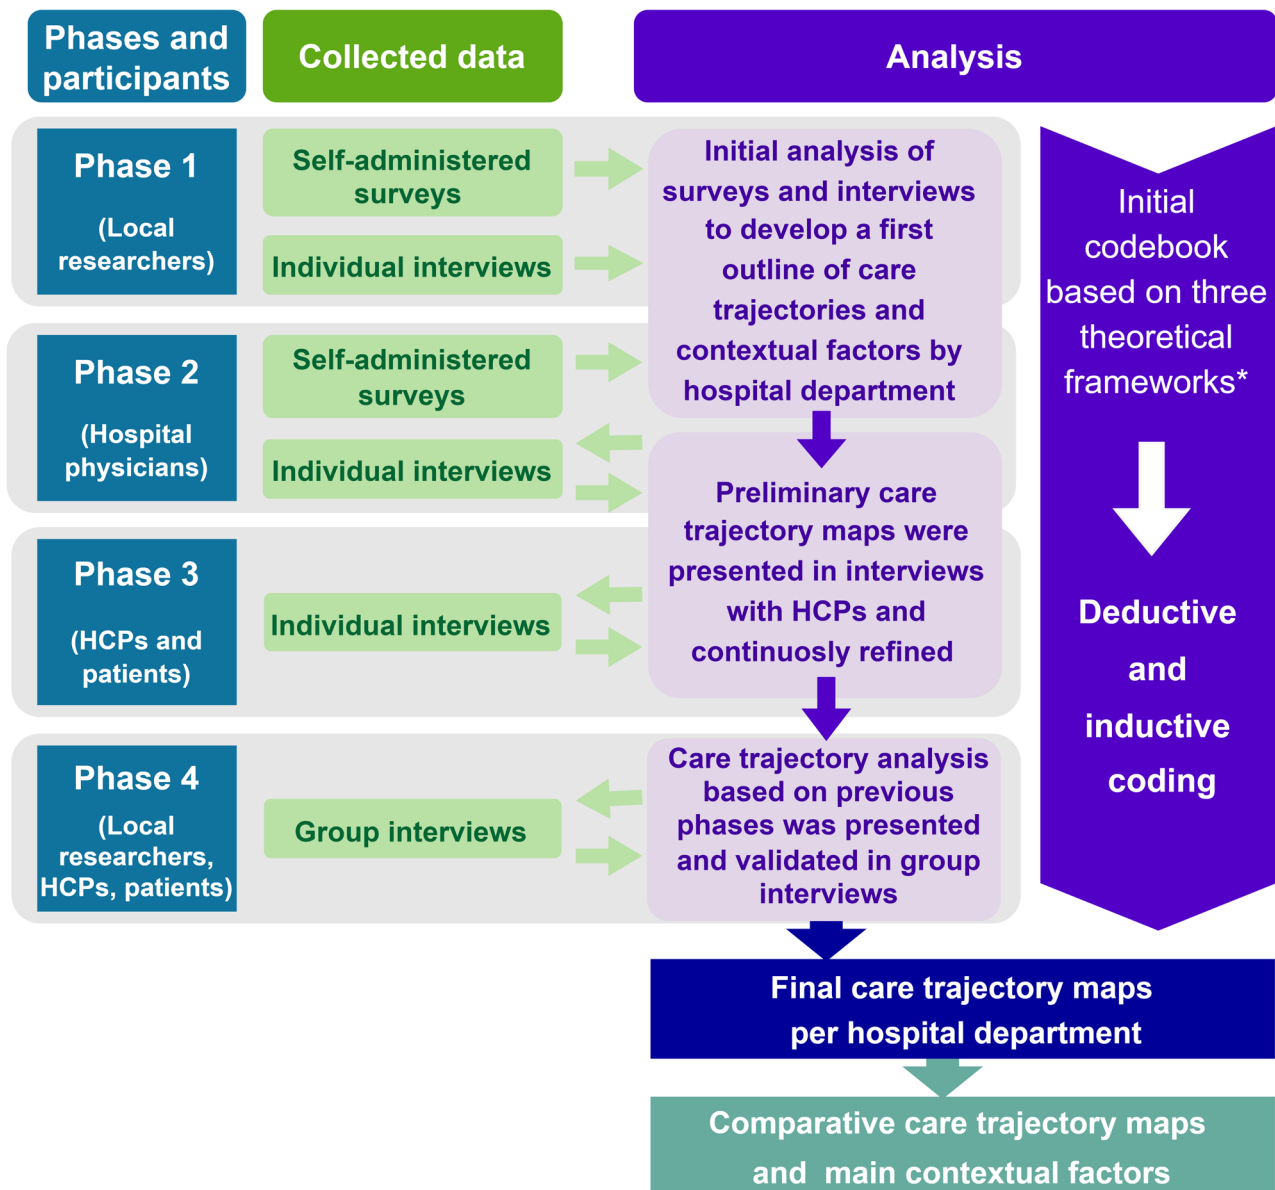 Phases and
participants
Collected data
Analysis
Phase 1
(Local
researchers)
Self-administered
surveys
Individual interviews
Initial analysis of
surveys and interviews
to develop a first
outline of care
trajectories and
contextual factors by
hospital department
Phase 2
(Hospital
physicians)
Self-administered
surveys
Individual interviews
Preliminary care
trajectory maps were
presented in interviews
with HCPs and
continuosly refined
Phase 3
(HCPs and
patients)
Individual interviews
Phase 4
(Local
researchers,
HCPs, patients)
Group interviews
Care trajectory analysis
based on previous
phases was presented
and validated in group
interviews
Initial
codebook
based on three
theoretical
frameworks*
Deductive
and
inductive
coding
Final care trajectory maps
per hospital department
Comparative care trajectory maps
and main contextual factors